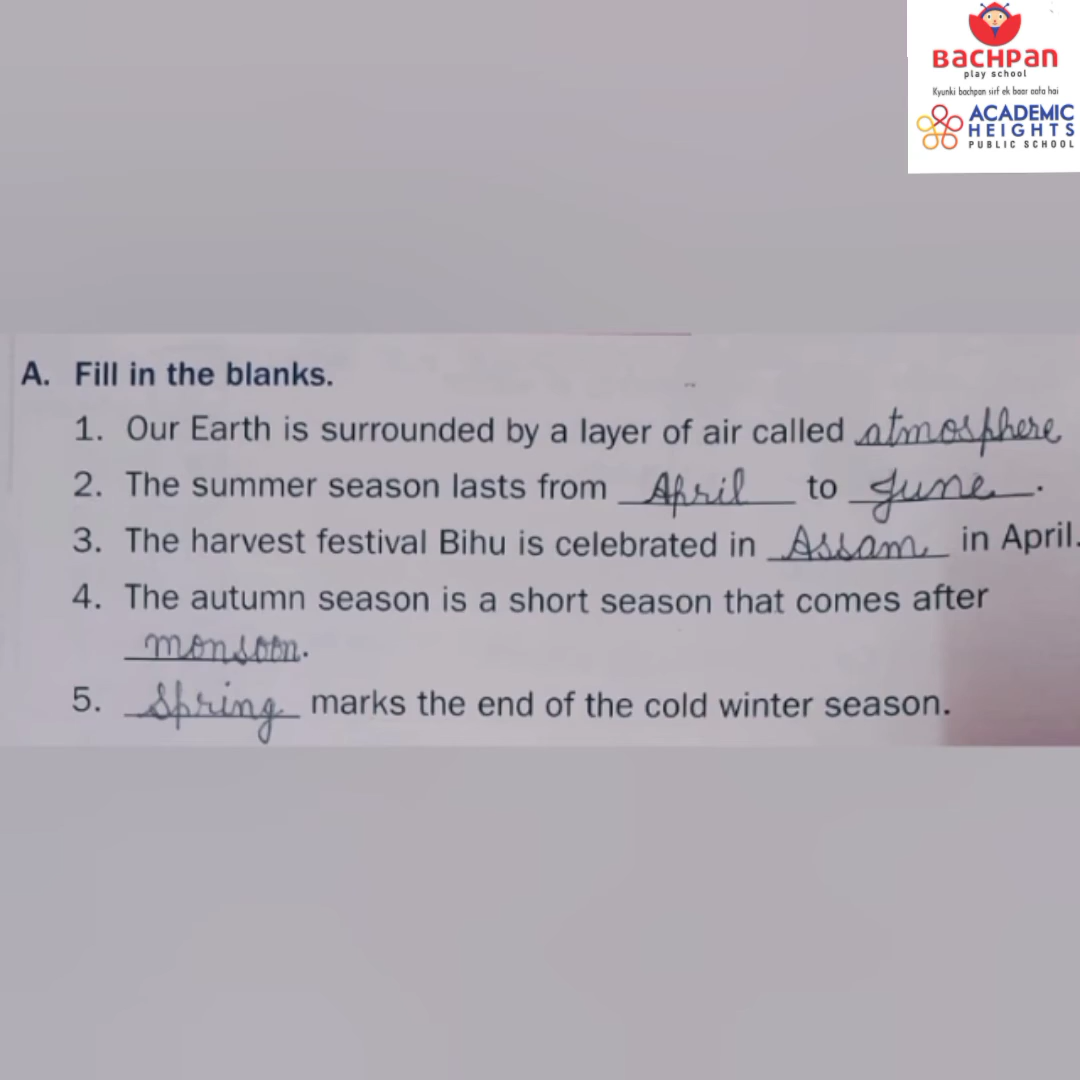 BACHPan
play school
Kyunki bachpan sirf ek baar aata hai
ACADEMIC
HEIGHTS
PUBLIC SCHOOL
A. Fill in the blanks.
1. Our Earth is surrounded by a layer of air called atmosphere
2. The summer season lasts from April to June.
3. The harvest festival Bihu is celebrated in Assam in April.
4. The autumn season is a short season that comes after
monsoon.
5. Spring marks the end of the cold winter season.